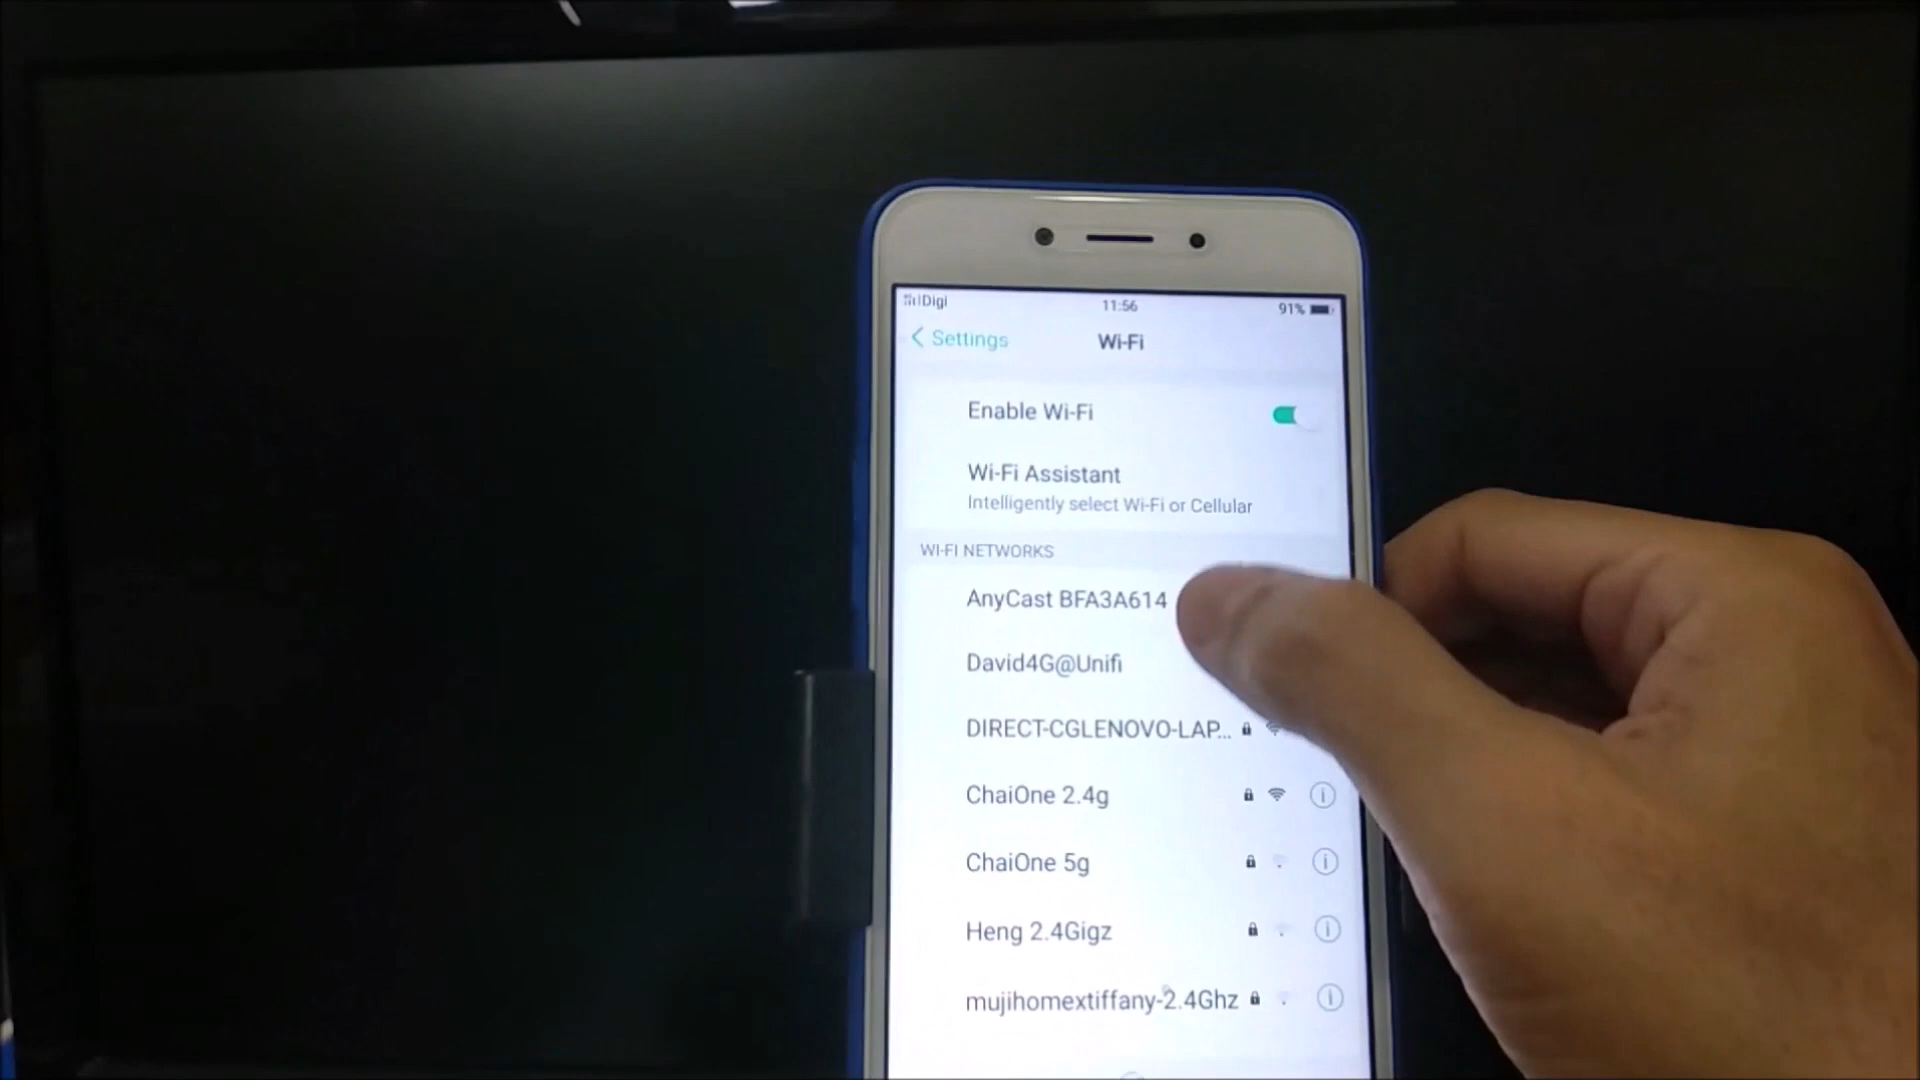 Digi
11:56
91%
Settings
Wi-Fi
Enable Wi-Fi
Wi-Fi Assistant
Intelligently select Wi-Fi or Cellular
WI-FI NETWORKS
AnyCast BFA3A614
David4G@Unifi
DIRECT-CGLENOVO-LAP...
ChaiOne 2.4g
ChaiOne 5g
Heng 2.4Gigz
mujihomextiffany-2.4Ghz